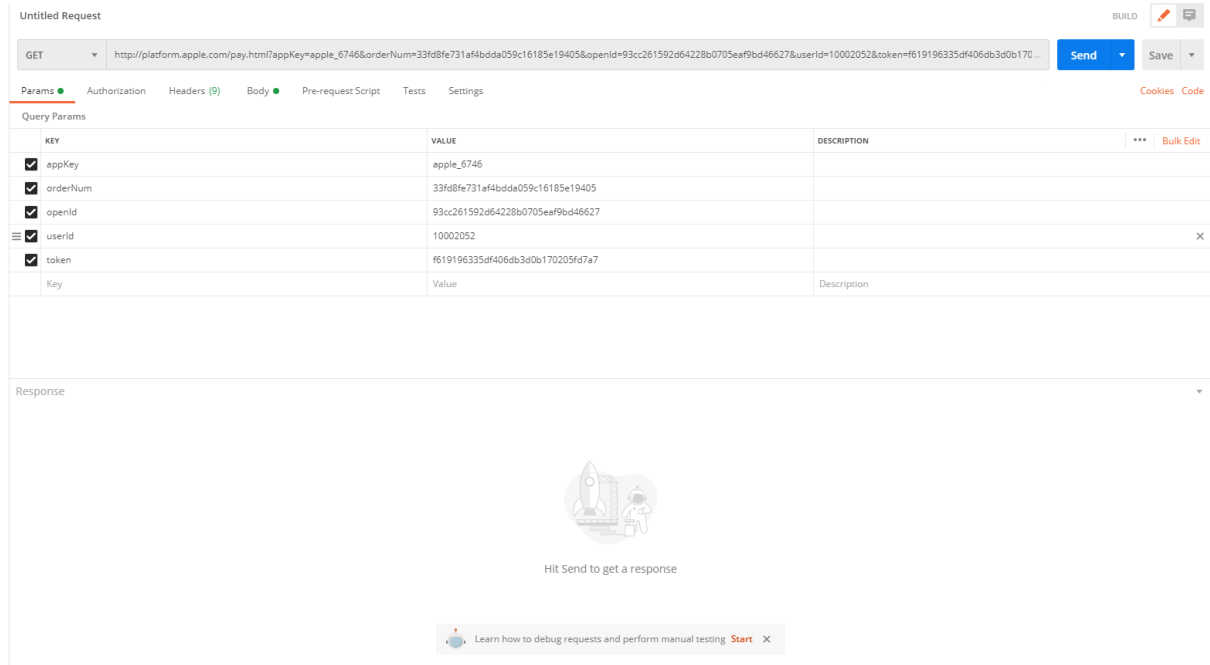 Untitled Request BUILD
GET http://platform.apple.com/pay.html?appKey=apple_6746&orderNum=33fd8fe731af4bdda059c16185e19405&openId=93cc261592d64228b0705eaf9bd46627&userId=10002052&token=f619196335df406db3d0b170... Send Save
Params Authorization Headers (9) Body Pre-request Script Tests Settings Cookies Code
Query Params
KEY VALUE DESCRIPTION ••• Bulk Edit
appKey apple_6746
orderNum 33fd8fe731af4bdda059c16185e19405
openId 93cc261592d64228b0705eaf9bd46627
userId 10002052
token f619196335df406db3d0b170205fd7a7
Key Value Description
Response
Hit Send to get a response
Learn how to debug requests and perform manual testing Start